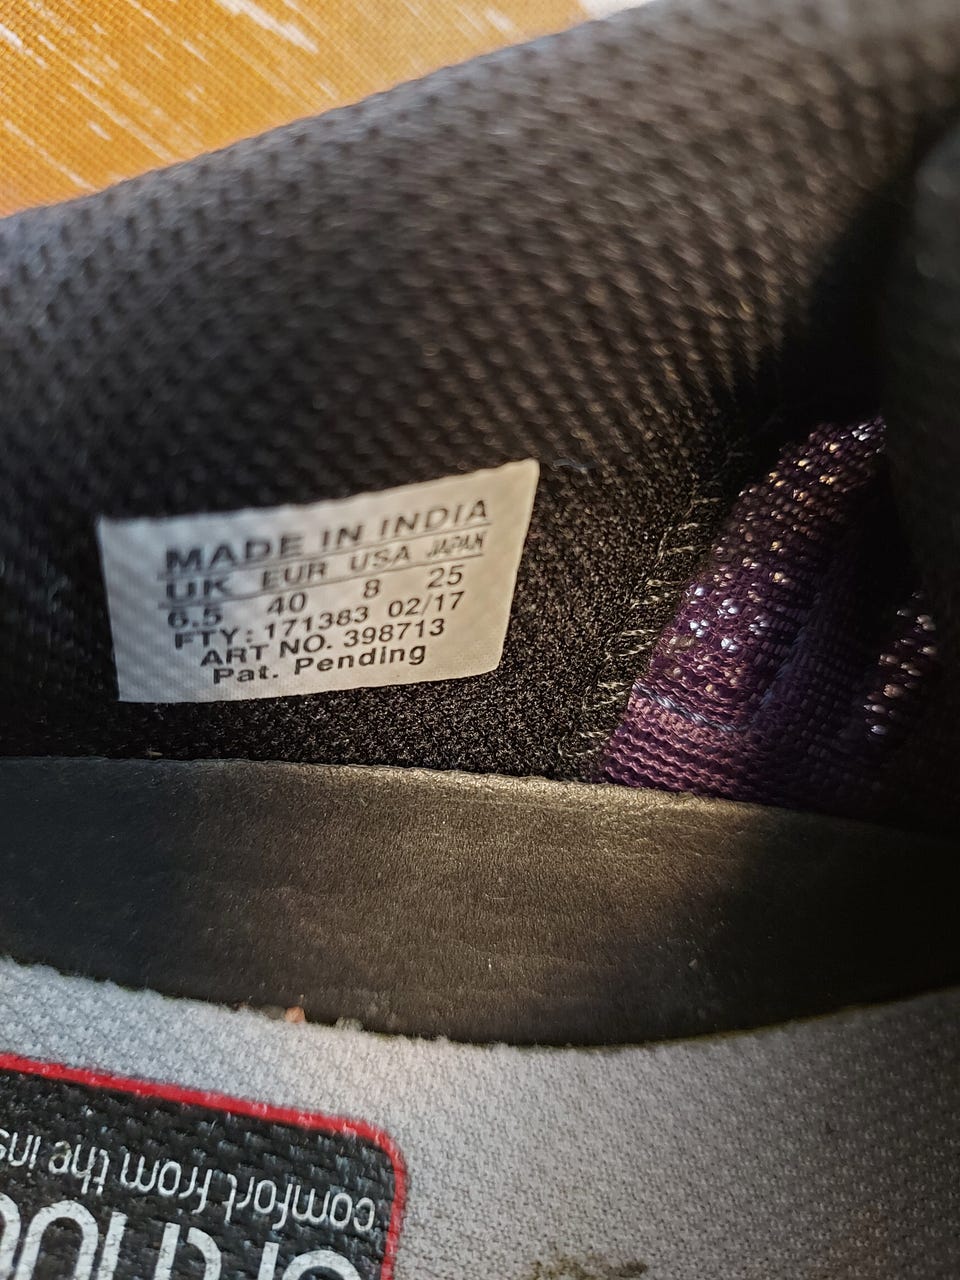 MADE IN INDIA
UK EUR USA JAPAN
6.5 40 8 25
FTY: 171383 02/17
ART NO. 398713
Pat. Pending
comfort from the